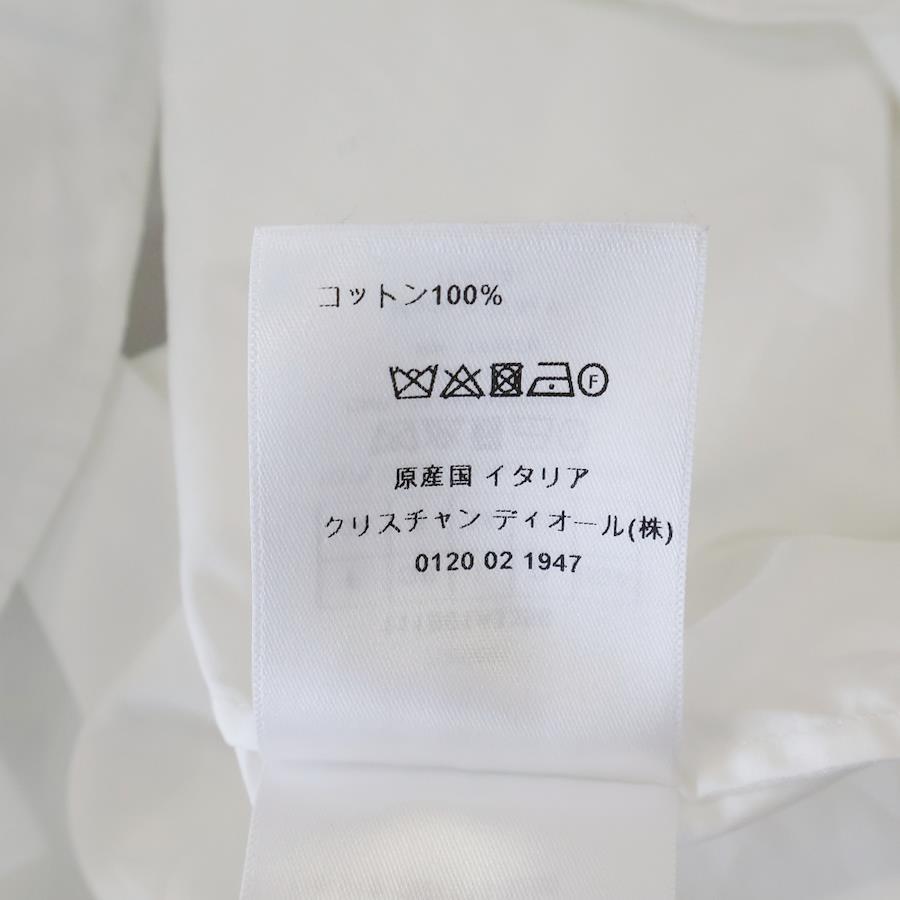 コットン100%
F
原産国 イタリア
クリスチャン ディオール(株)
0120 02 1947